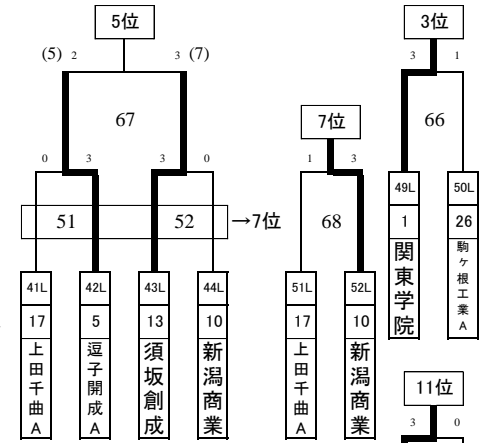 5位
(5) 2 3 (7)
67
0 3 3 0
51 52 →7位
41L 42L 43L 44L
17 5 13 10
上田千曲A
逗子開成A
須坂創成
新潟商業
7位
1 3
68
51L 52L
17 10
上田千曲A
新潟商業
3位
3 1
66
49L 50L
1 26
関東学院
駒ヶ根工業A
11位
3 0